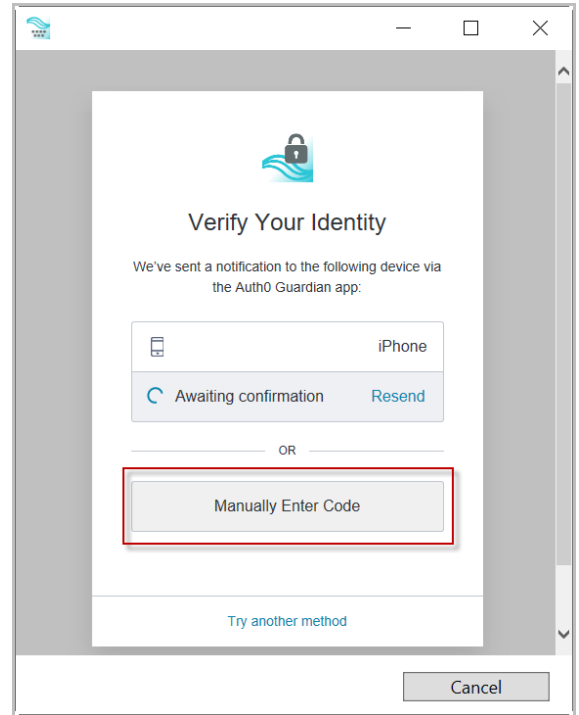 Verify Your Identity
We've sent a notification to the following device via
the Auth0 Guardian app:
iPhone
Awaiting confirmation Resend
OR
Manually Enter Code
Try another method
Cancel